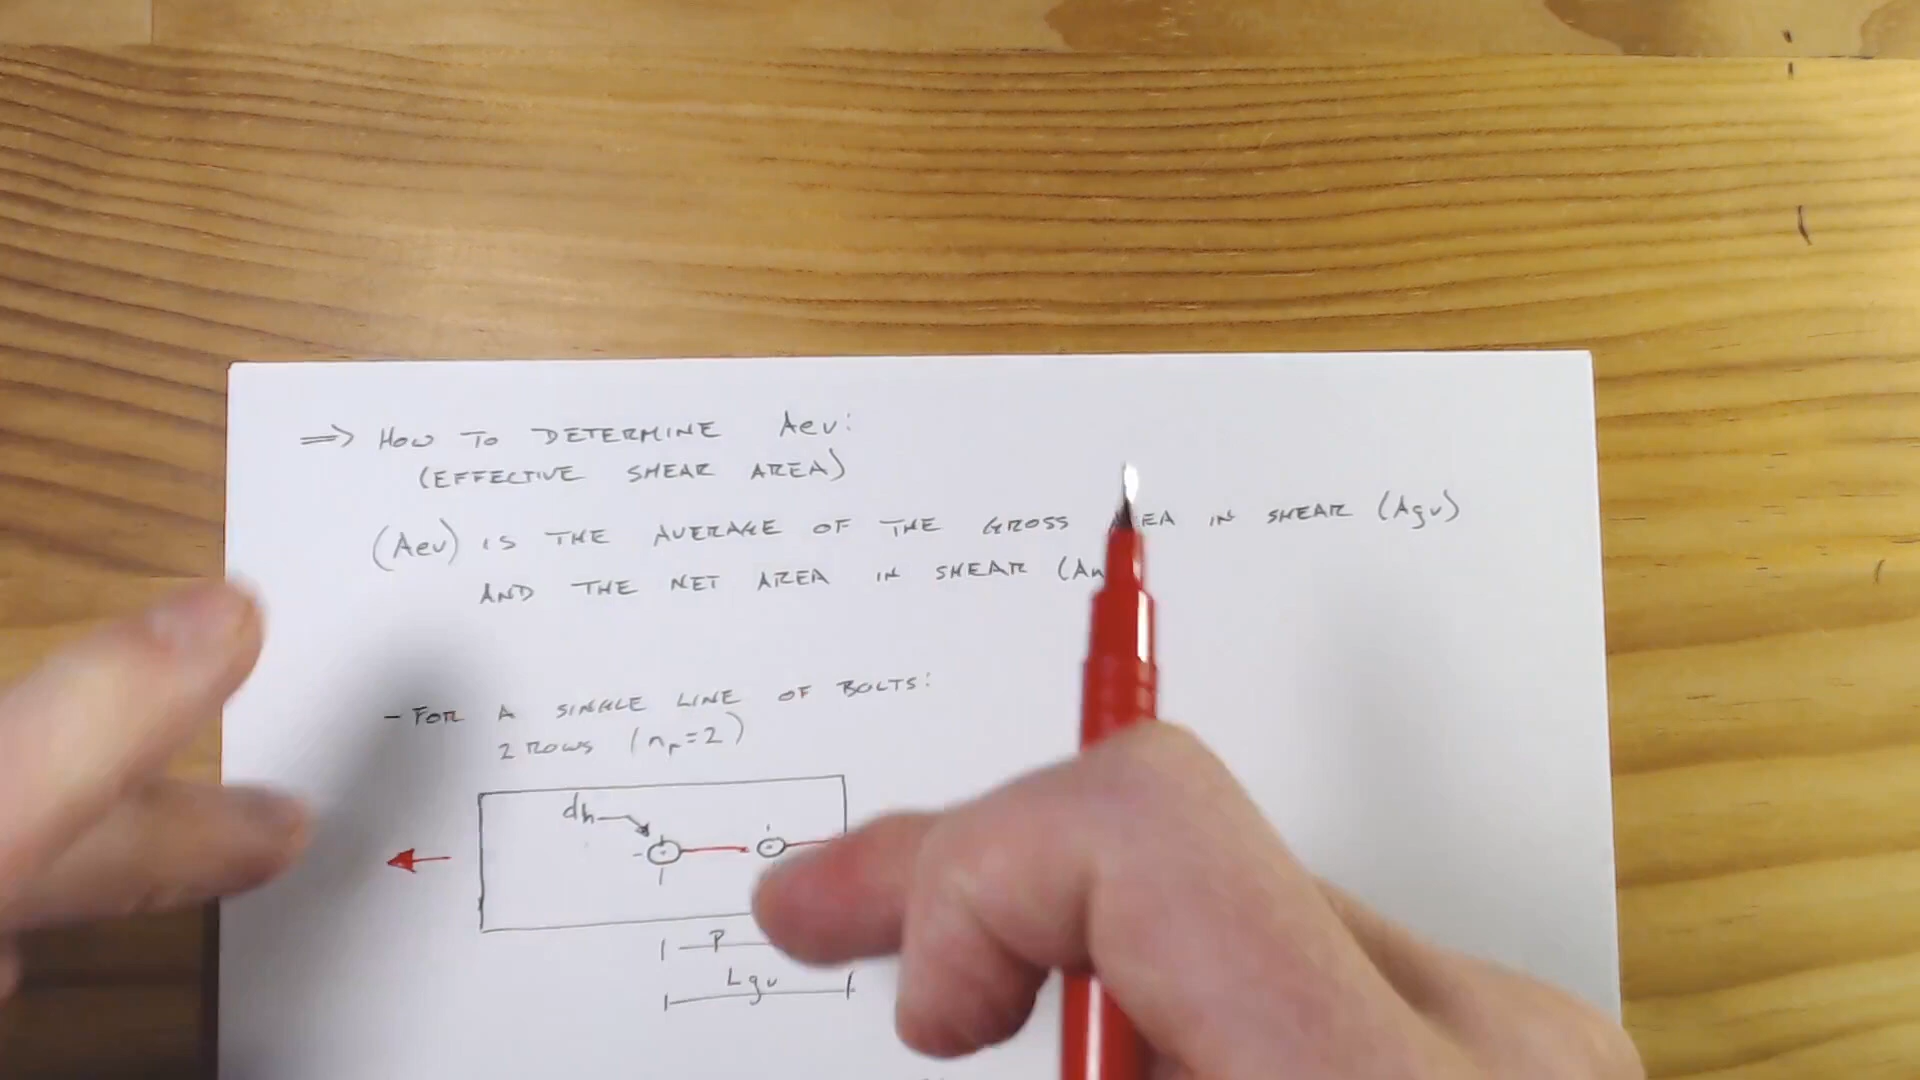 ⇒ HOW TO DETERMINE Aev:
(EFFECTIVE SHEAR AREA)
(Aev) IS THE AVERAGE OF THE GROSS IN SHEAR (Agv)
AND THE NET AREA IN SHEAR
- FOR A SINGLE LINE OF BOLTS:
2 ROWS (nr=2)
dh
P
Lgv